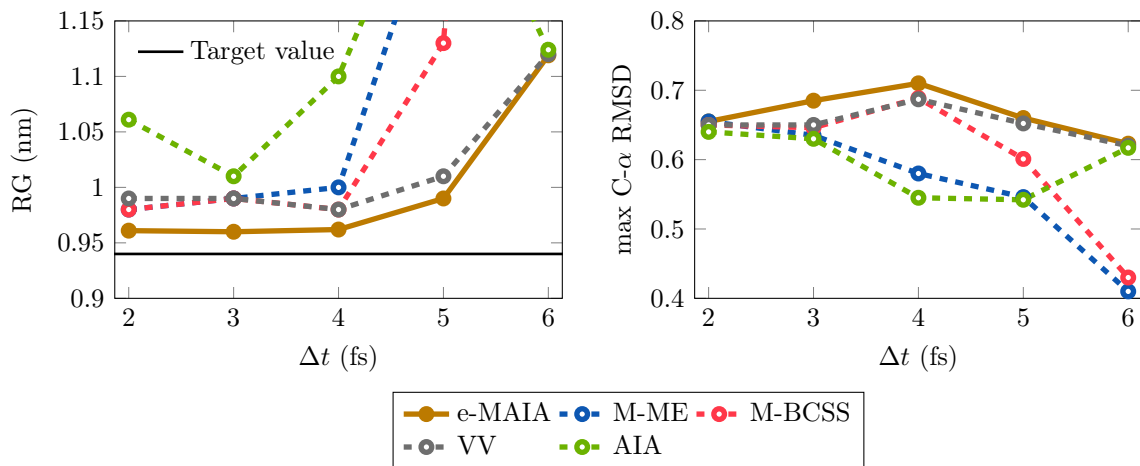 1.15
1.1
1.05
1
0.95
0.9
RG (nm)
Target value
2 3 4 5 6
Δt (fs)
0.8
0.7
0.6
0.5
0.4
max C-α RMSD
2 3 4 5 6
Δt (fs)
e-MAIA M-ME M-BCSS
VV AIA